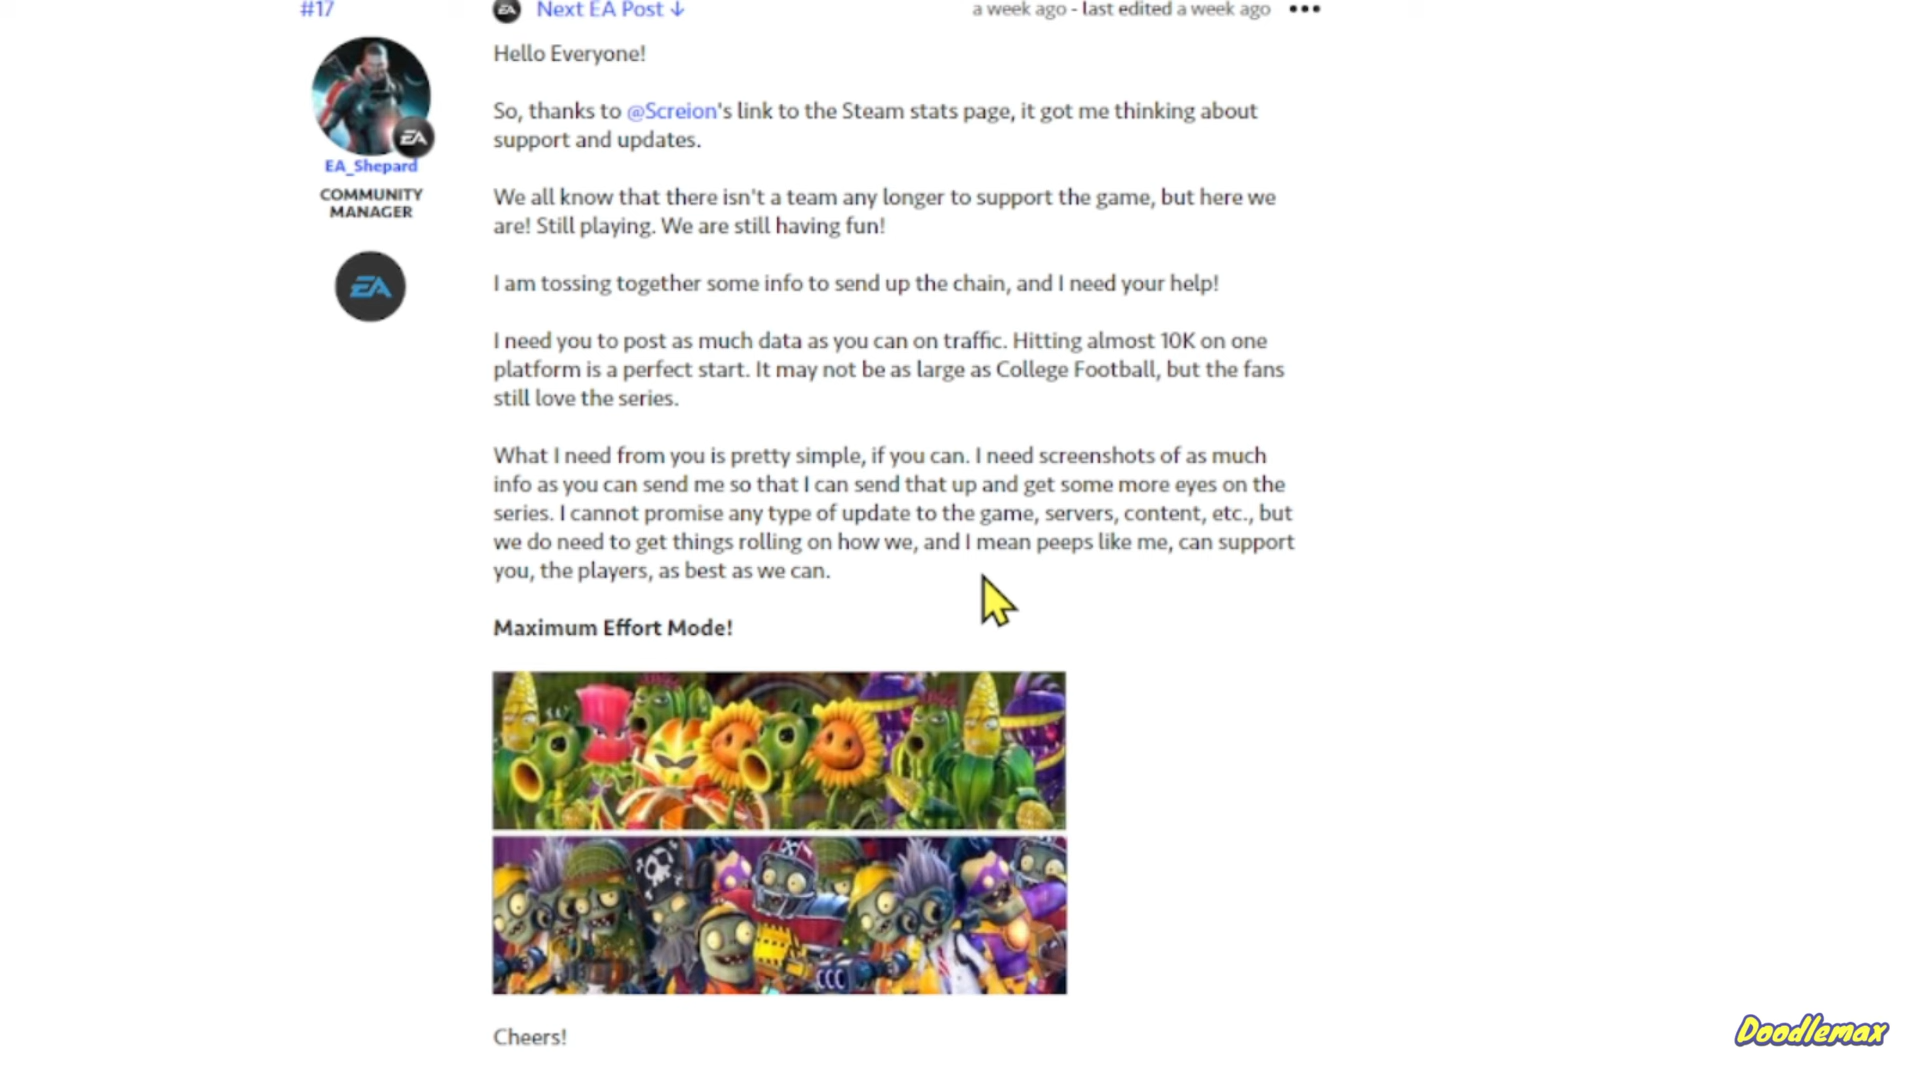 #17
EA Next EA Post ↓
a week ago - last edited a week ago •••
Hello Everyone!
EA
EA_Shepard
COMMUNITY
MANAGER
EA
So, thanks to @Screion's link to the Steam stats page, it got me thinking about
support and updates.
We all know that there isn't a team any longer to support the game, but here we
are! Still playing. We are still having fun!
I am tossing together some info to send up the chain, and I need your help!
I need you to post as much data as you can on traffic. Hitting almost 10K on one
platform is a perfect start. It may not be as large as College Football, but the fans
still love the series.
What I need from you is pretty simple, if you can. I need screenshots of as much
info as you can send me so that I can send that up and get some more eyes on the
series. I cannot promise any type of update to the game, servers, content, etc., but
we do need to get things rolling on how we, and I mean peeps like me, can support
you, the players, as best as we can.
Maximum Effort Mode!
Cheers!
Doodlemax